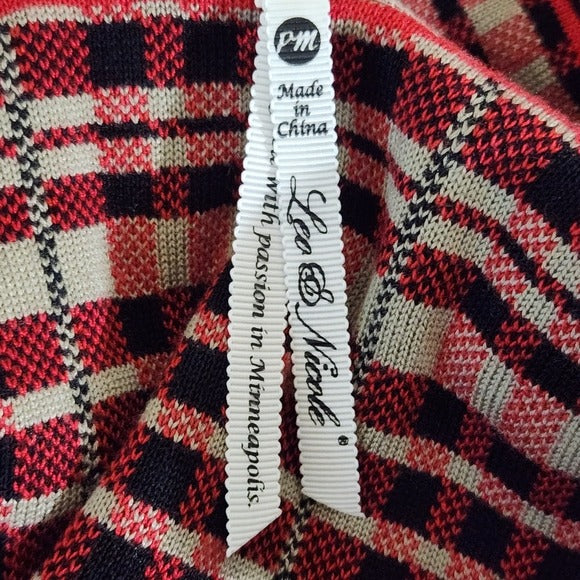 PM
Made
in
China
Leo & Nicole ®
with passion in Minneapolis.